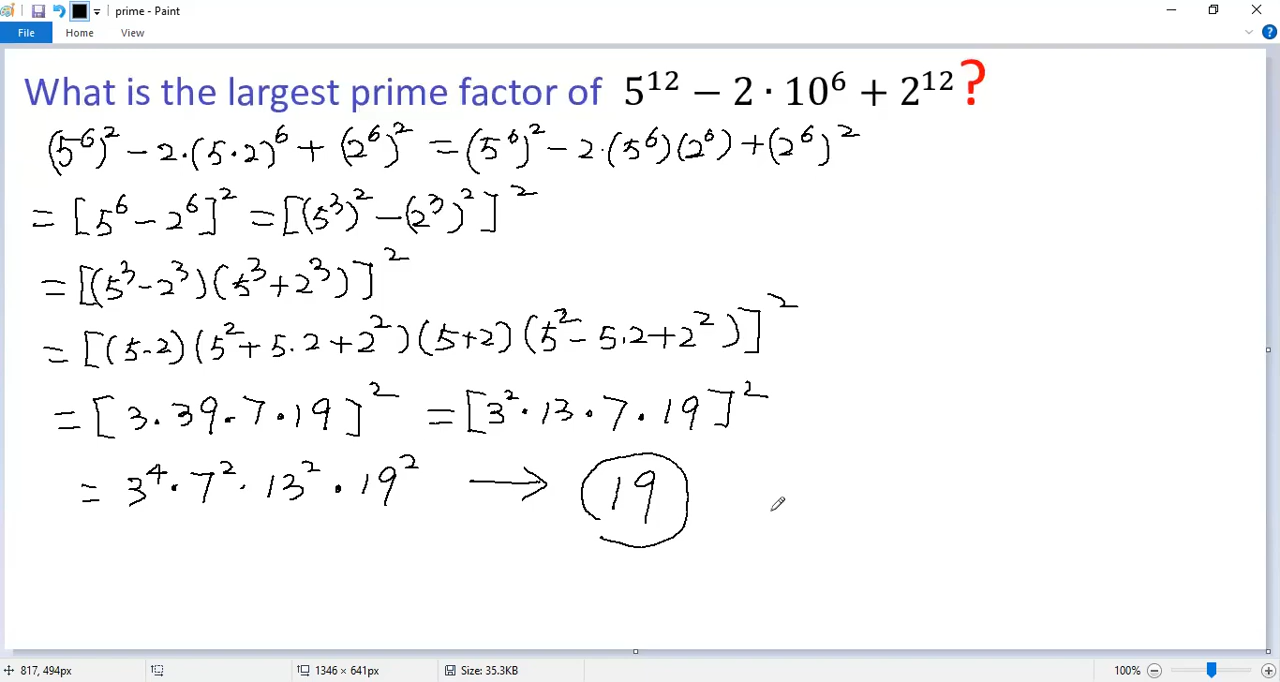 prime - Paint
File Home View
What is the largest prime factor of 5¹² − 2 · 10⁶ + 2¹²?
(5⁶)² − 2·(5·2)⁶ + (2⁶)² = (5⁶)² − 2·(5⁶)(2⁶) + (2⁶)²
= [5⁶ − 2⁶]² = [(5³)² − (2³)²]²
= [(5³ − 2³)(5³ + 2³)]²
= [(5-2)(5² + 5.2 + 2²)(5+2)(5² − 5.2 + 2²)]²
= [3.39.7.19]² = [3²·13·7·19]²
= 3⁴·7²·13²·19² → 19
817, 494px 1346 × 641px Size: 35.3KB 100%